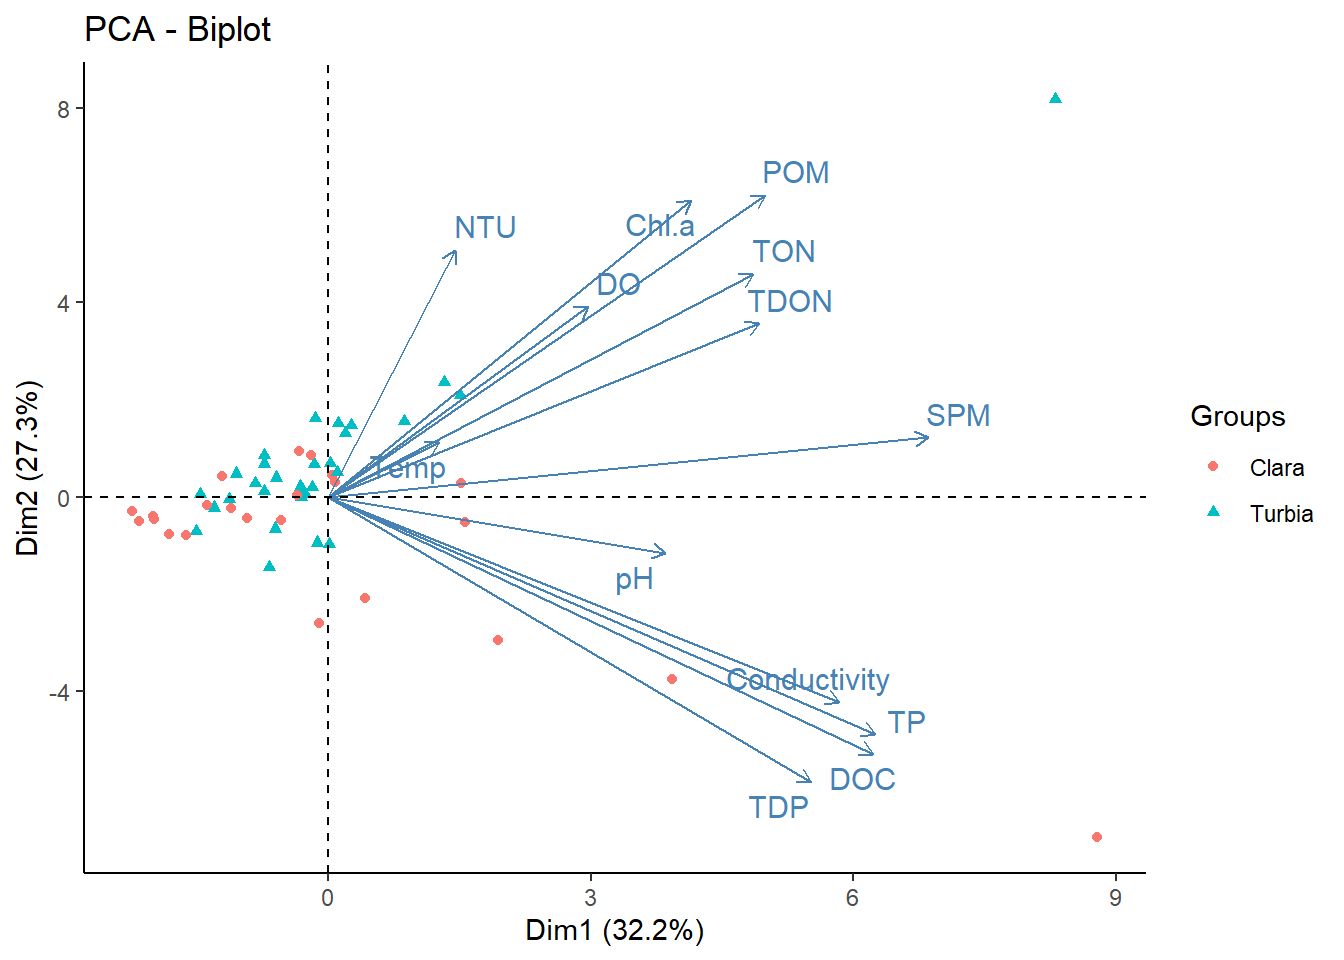 PCA - Biplot
8
4
0
-4
0
3
6
9
Dim2 (27.3%)
Dim1 (32.2%)
POM
Chl.a
NTU
TON
DO
TDON
SPM
Temp
pH
Conductivity
TP
DOC
TDP
Groups
Clara
Turbia